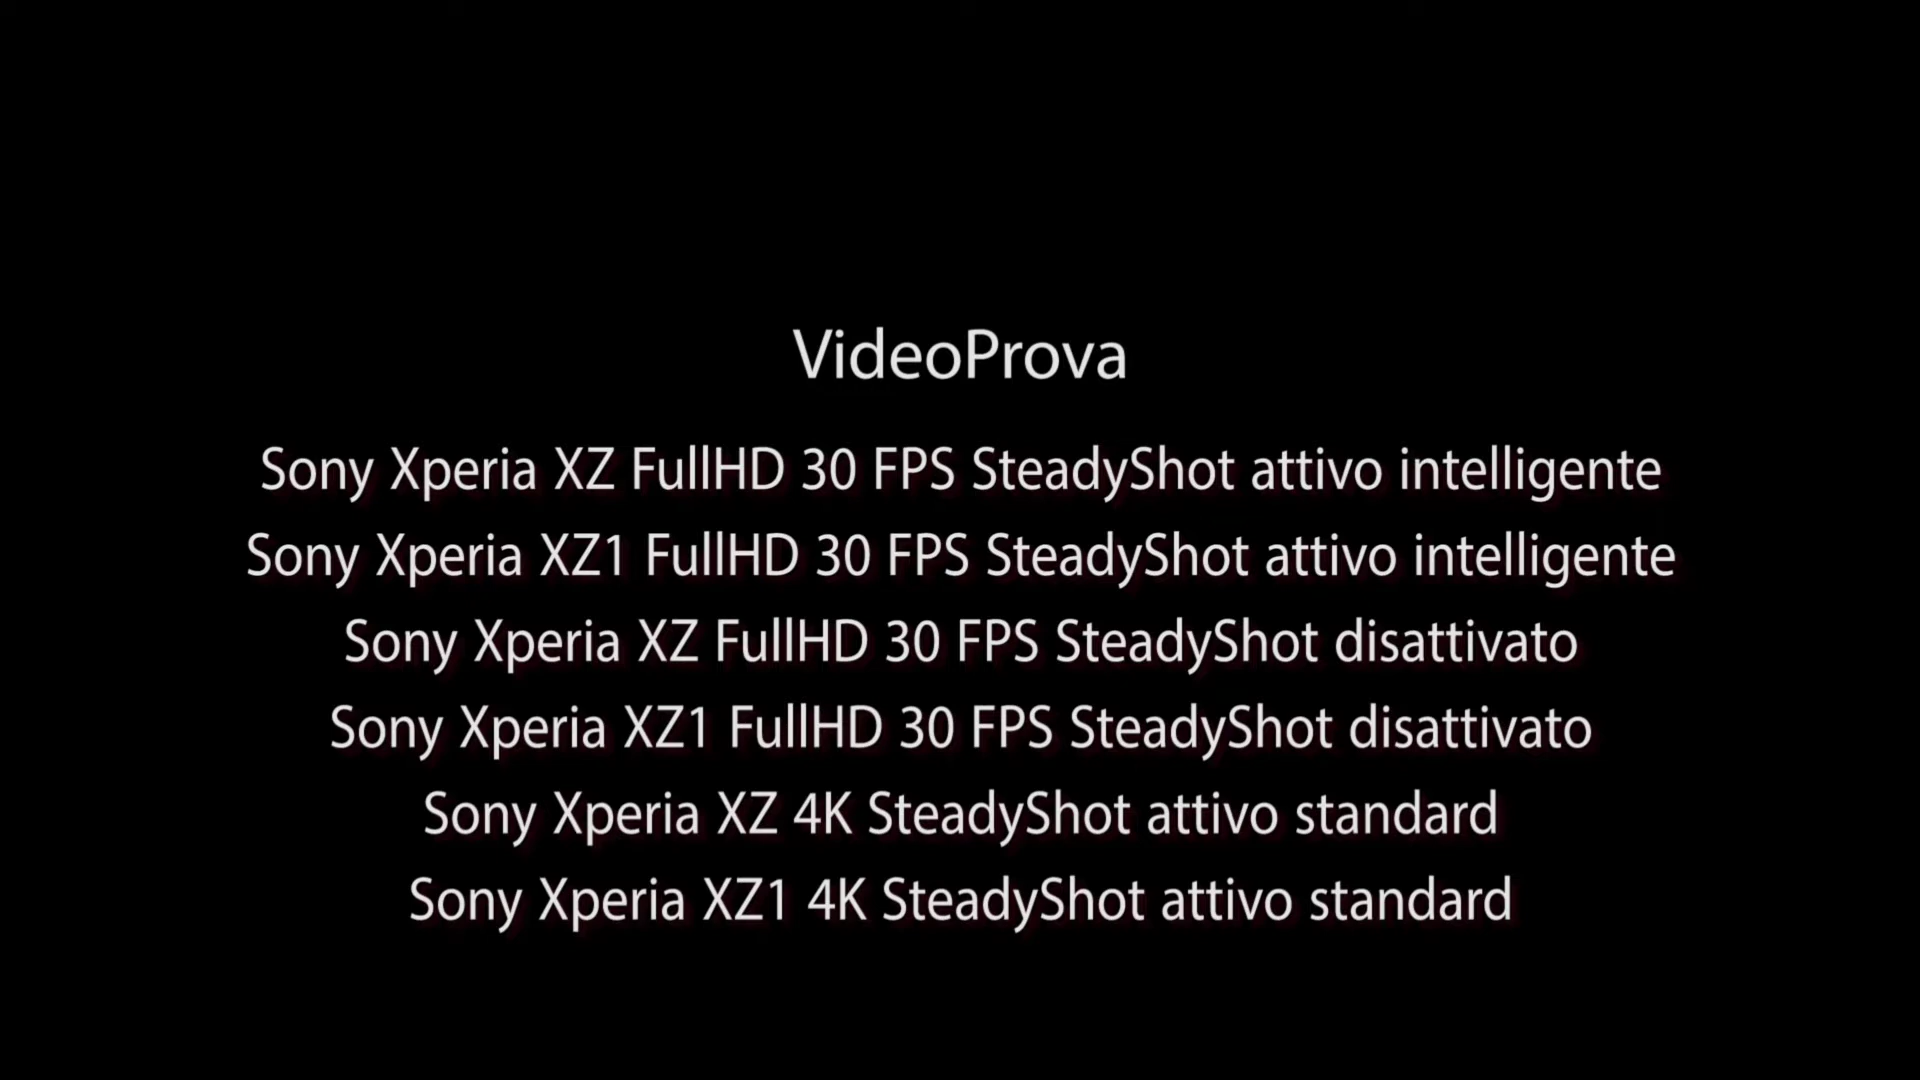 VideoProva
Sony Xperia XZ FullHD 30 FPS SteadyShot attivo intelligente
Sony Xperia XZ1 FullHD 30 FPS SteadyShot attivo intelligente
Sony Xperia XZ FullHD 30 FPS SteadyShot disattivato
Sony Xperia XZ1 FullHD 30 FPS SteadyShot disattivato
Sony Xperia XZ 4K SteadyShot attivo standard
Sony Xperia XZ1 4K SteadyShot attivo standard